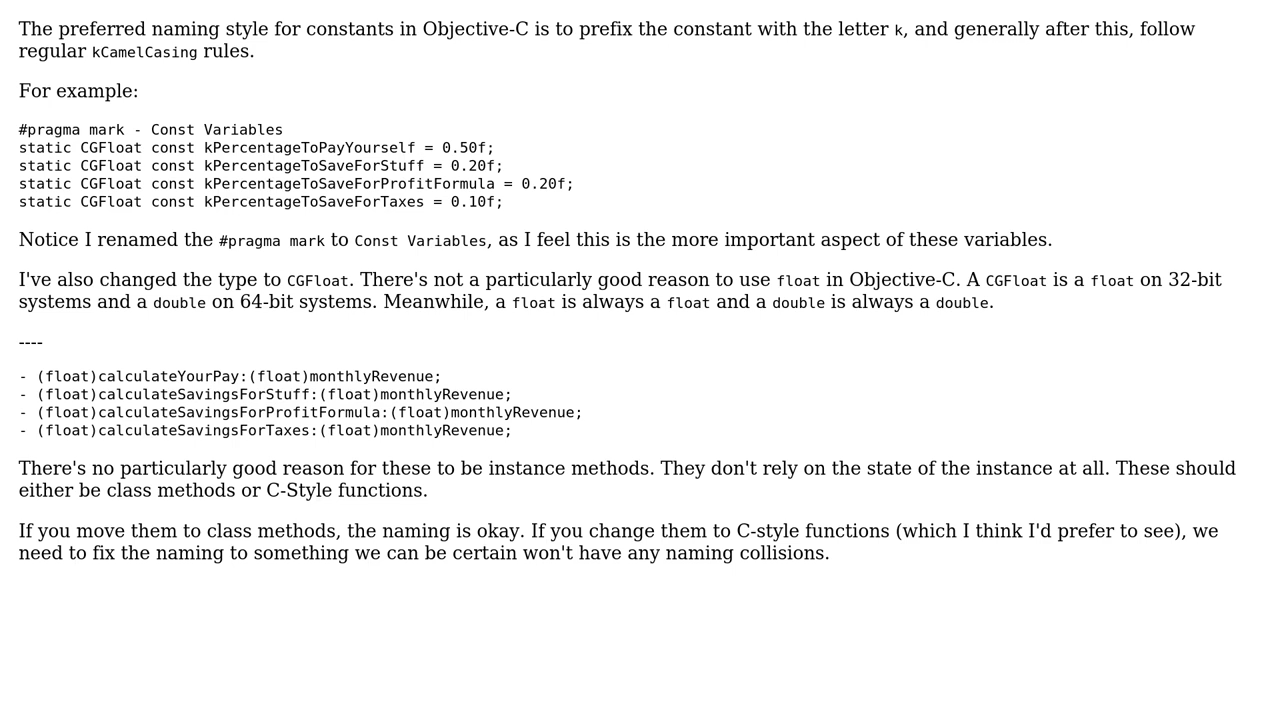 The preferred naming style for constants in Objective-C is to prefix the constant with the letter k, and generally after this, follow
regular kCamelCasing rules.
For example:
#pragma mark - Const Variables
static CGFloat const kPercentageToPayYourself = 0.50f;
static CGFloat const kPercentageToSaveForStuff = 0.20f;
static CGFloat const kPercentageToSaveForProfitFormula = 0.20f;
static CGFloat const kPercentageToSaveForTaxes = 0.10f;
Notice I renamed the #pragma mark to Const Variables, as I feel this is the more important aspect of these variables.
I've also changed the type to CGFloat. There's not a particularly good reason to use float in Objective-C. A CGFloat is a float on 32-bit
systems and a double on 64-bit systems. Meanwhile, a float is always a float and a double is always a double.
----
- (float)calculateYourPay:(float)monthlyRevenue;
- (float)calculateSavingsForStuff:(float)monthlyRevenue;
- (float)calculateSavingsForProfitFormula:(float)monthlyRevenue;
- (float)calculateSavingsForTaxes:(float)monthlyRevenue;
There's no particularly good reason for these to be instance methods. They don't rely on the state of the instance at all. These should
either be class methods or C-Style functions.
If you move them to class methods, the naming is okay. If you change them to C-style functions (which I think I'd prefer to see), we
need to fix the naming to something we can be certain won't have any naming collisions.